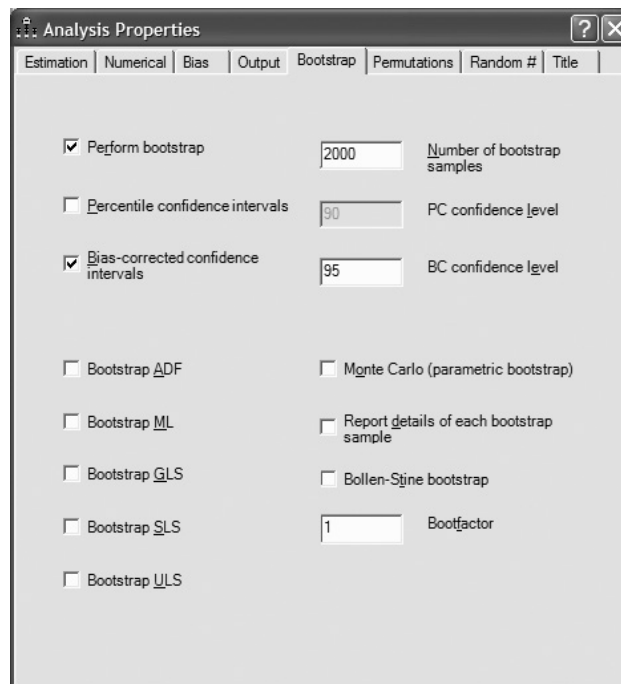 Analysis Properties
Estimation
Numerical
Bias
Output
Bootstrap
Permutations
Random #
Title
Perform bootstrap
2000
Number of bootstrap
samples
Percentile confidence intervals
90
PC confidence level
Bias-corrected confidence
intervals
95
BC confidence level
Bootstrap ADF
Monte Carlo (parametric bootstrap)
Bootstrap ML
Report details of each bootstrap
sample
Bootstrap GLS
Bollen-Stine bootstrap
Bootstrap SLS
1
Bootfactor
Bootstrap ULS